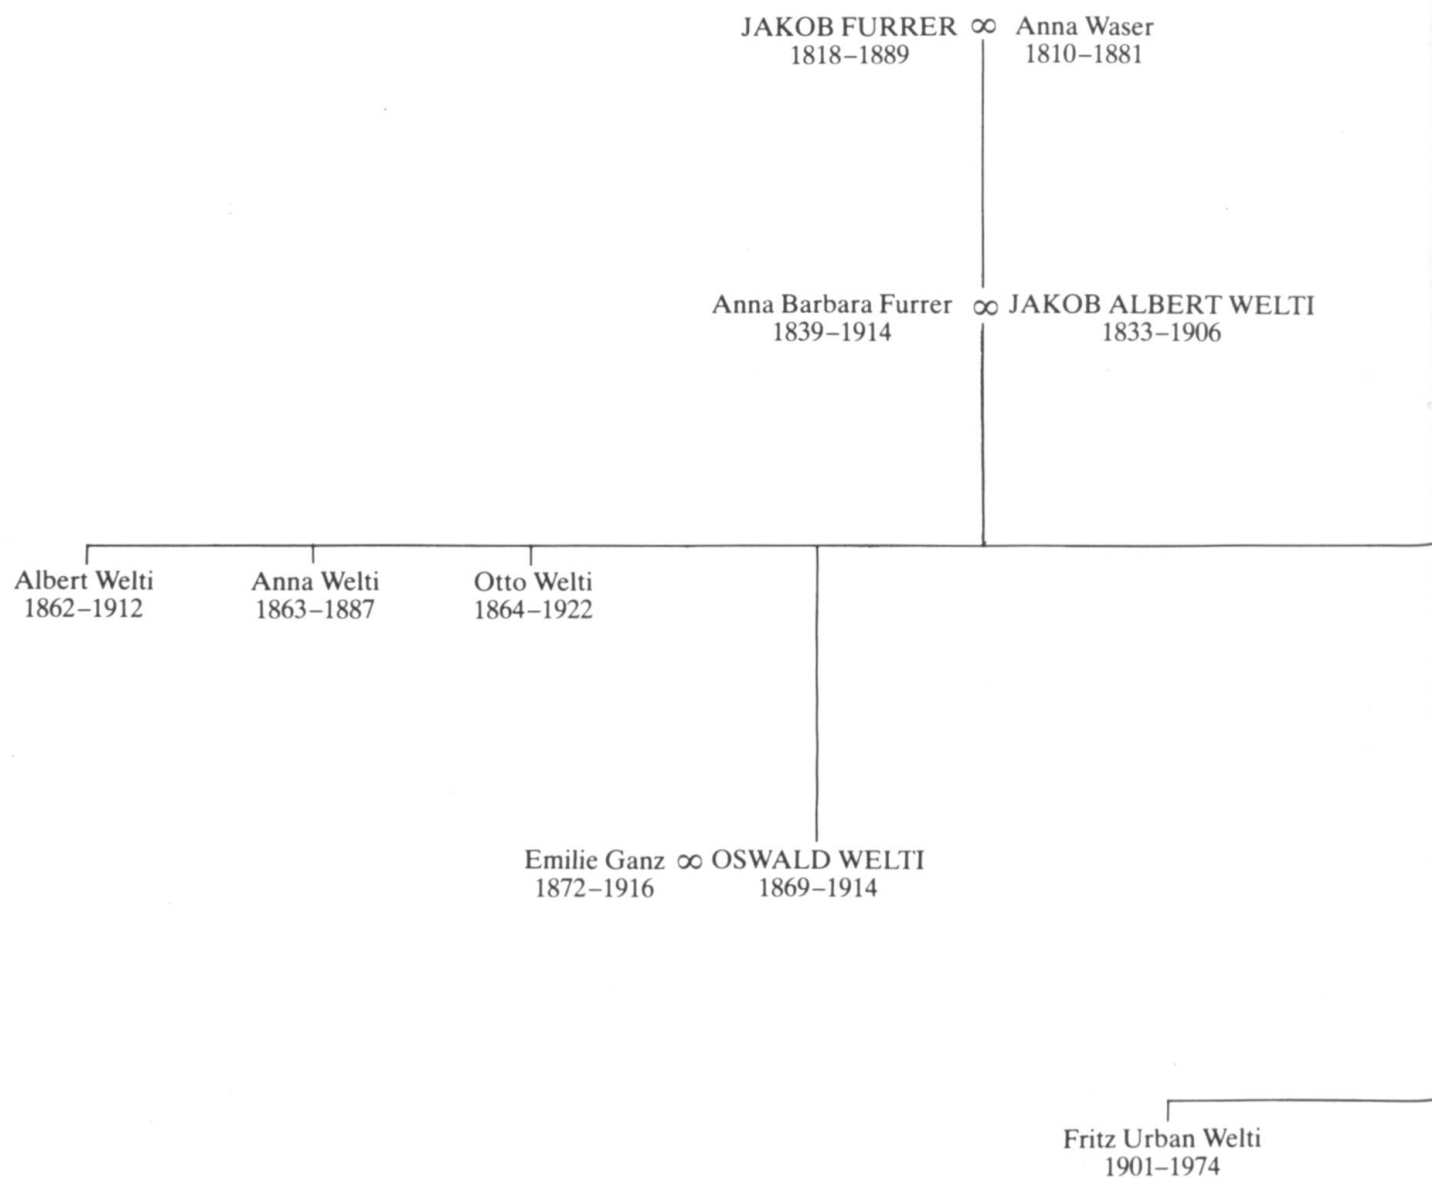 JAKOB FURRER ∞ Anna Waser
1818–1889 1810–1881
Anna Barbara Furrer ∞ JAKOB ALBERT WELTI
1839–1914 1833–1906
Albert Welti Anna Welti Otto Welti
1862–1912 1863–1887 1864–1922
Emilie Ganz ∞ OSWALD WELTI
1872–1916 1869–1914
Fritz Urban Welti
1901–1974